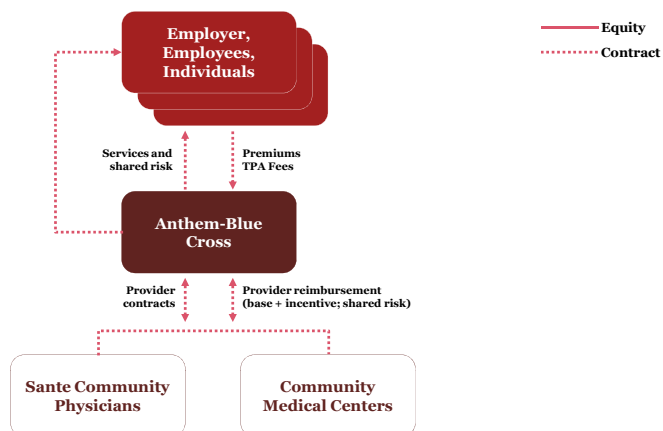 Employer,
Employees,
Individuals
Equity
Contract
Services and
shared risk
Premiums
TPA Fees
Anthem-Blue
Cross
Provider
contracts
Provider reimbursement
(base + incentive; shared risk)
Sante Community
Physicians
Community
Medical Centers